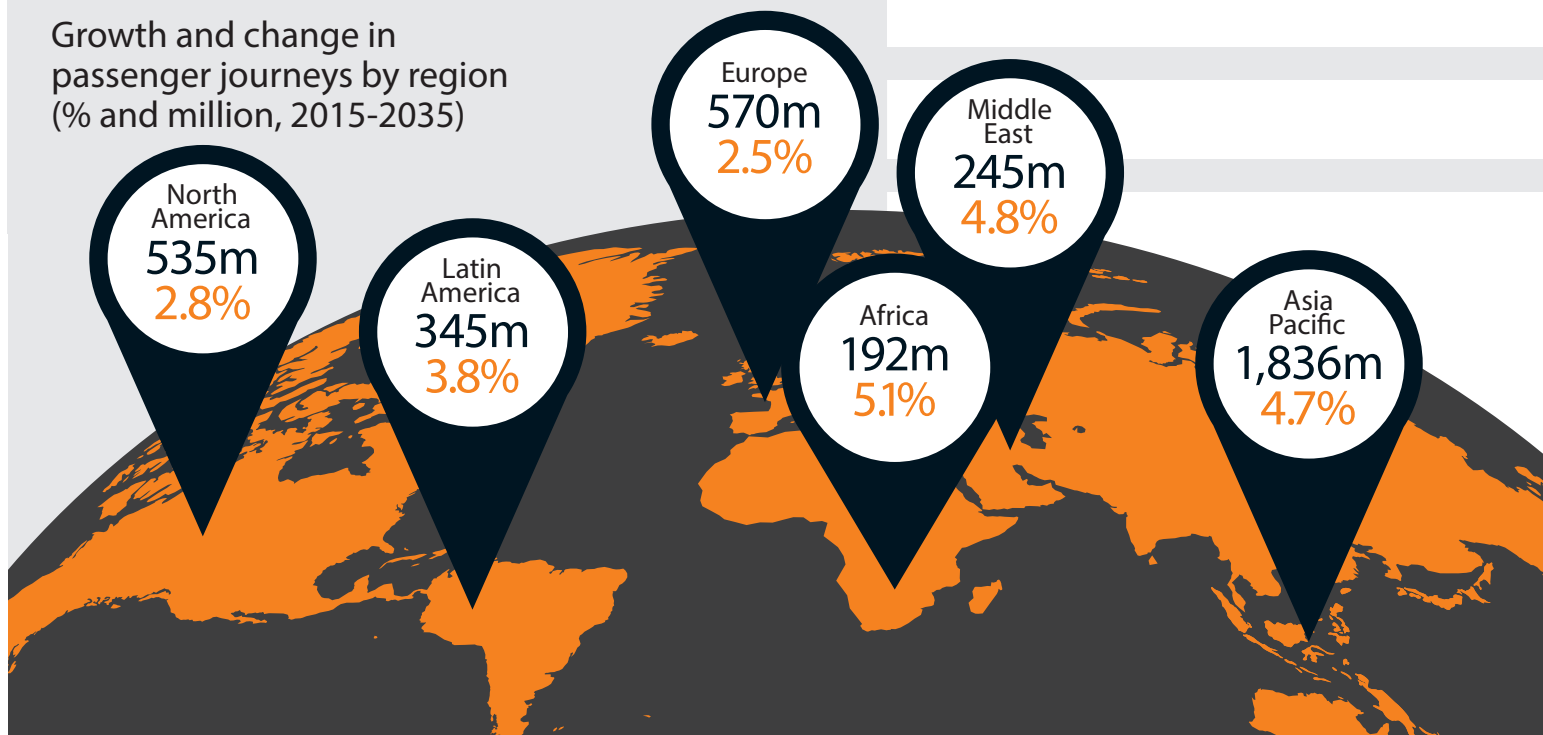 Growth and change in
passenger journeys by region
(% and million, 2015-2035)
North
America
535m
2.8%
Latin
America
345m
3.8%
Europe
570m
2.5%
Middle
East
245m
4.8%
Africa
192m
5.1%
Asia
Pacific
1,836m
4.7%